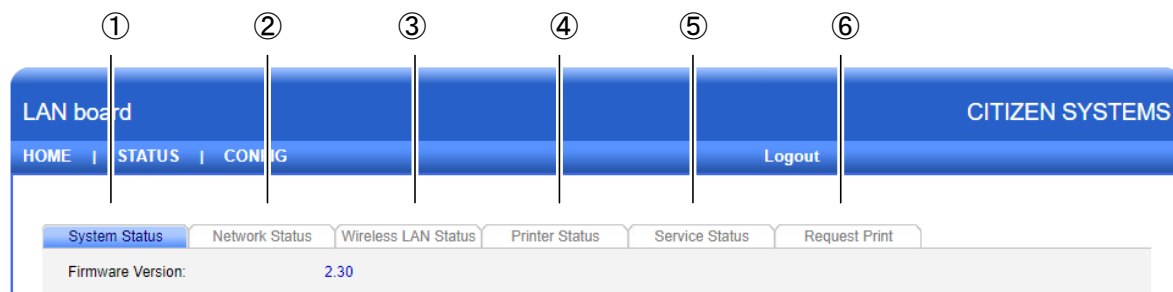 ① ② ③ ④ ⑤ ⑥
LAN board CITIZEN SYSTEMS
HOME | STATUS | CONFIG Logout
System Status Network Status Wireless LAN Status Printer Status Service Status Request Print
Firmware Version: 2.30